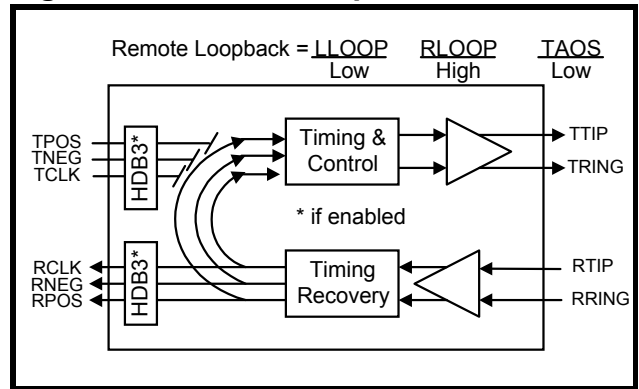 Remote Loopback = LLOOP RLOOP TAOS
Low High Low
TPOS
TNEG
TCLK
HDB3*
Timing &
Control
TTIP
TRING
* if enabled
RCLK
RNEG
RPOS
HDB3*
Timing
Recovery
RTIP
RRING